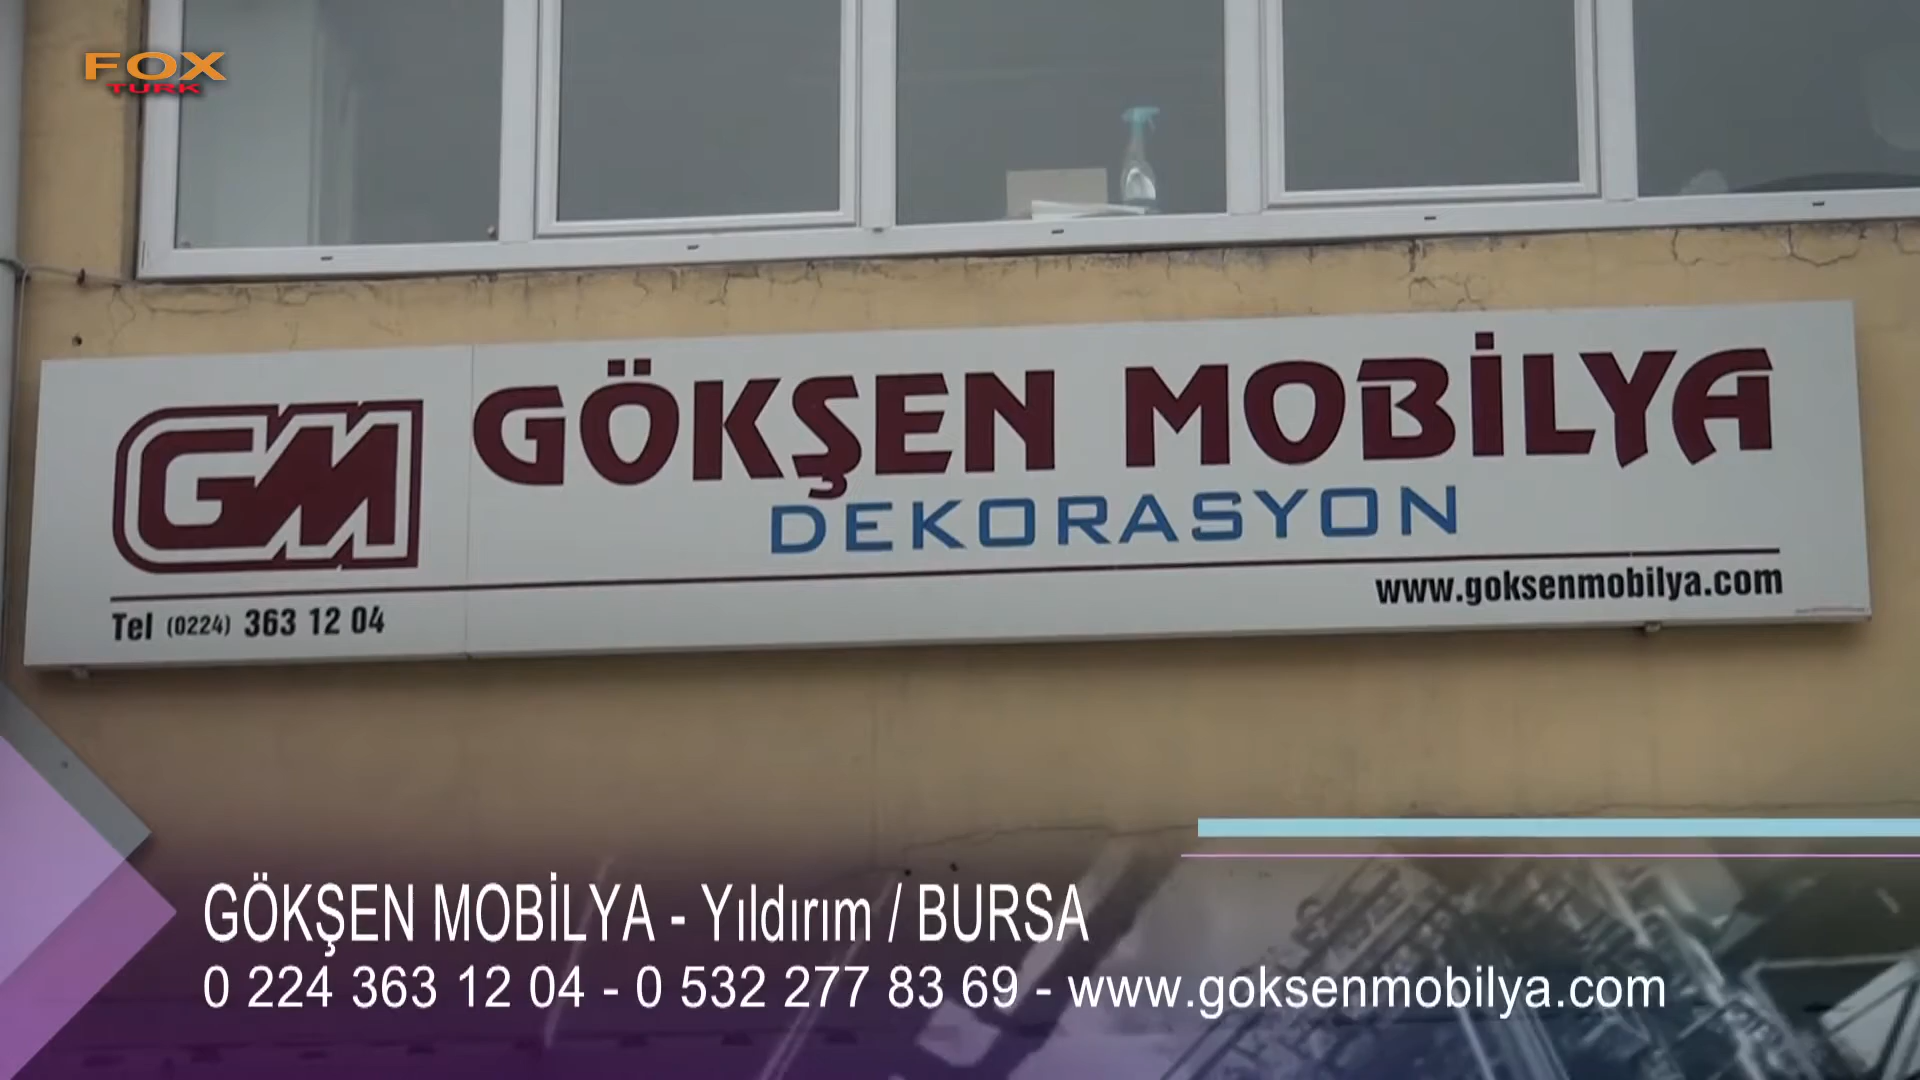 FOX
TURK
GM
GÖKŞEN MOBİLYA
DEKORASYON
www.goksenmobilya.com
Tel (0224) 363 12 04
GÖKŞEN MOBİLYA - Yıldırım / BURSA
0 224 363 12 04 - 0 532 277 83 69 - www.goksenmobilya.com